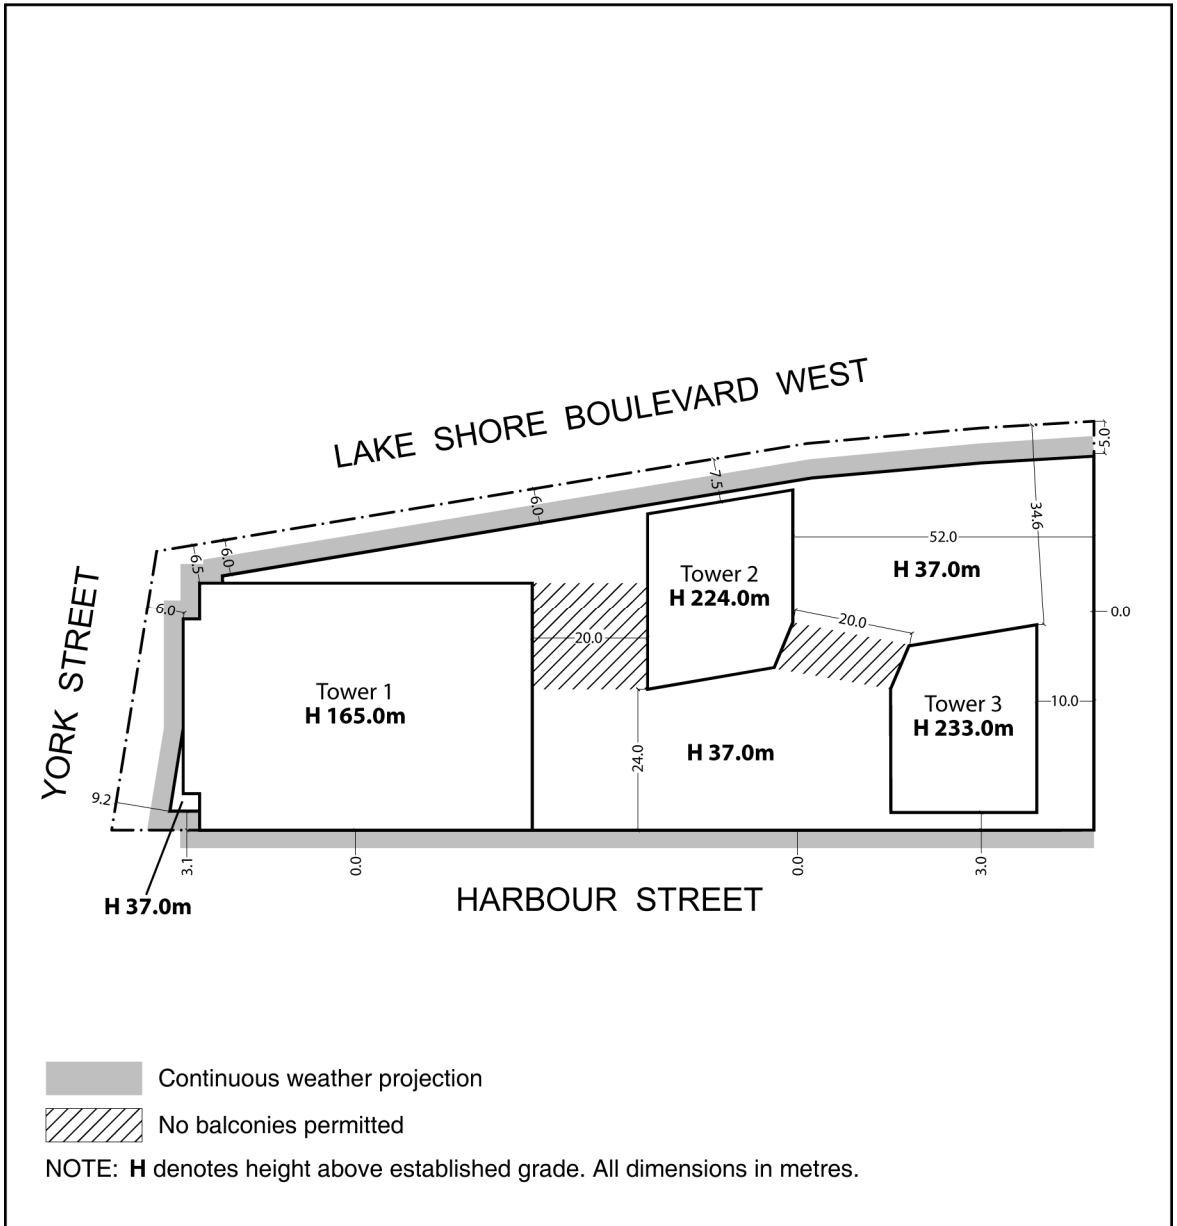 LAKE SHORE BOULEVARD WEST
5.0
7.5
6.0
34.6
52.0
6.0
6.5
Tower 2
H 224.0m
H 37.0m
6.0
20.0
0.0
20.0
YORK STREET
Tower 1
H 165.0m
Tower 3
H 233.0m
10.0
H 37.0m
24.0
9.2
3.1
0.0
0.0
3.0
H 37.0m
HARBOUR STREET
Continuous weather projection
No balconies permitted
NOTE: H denotes height above established grade. All dimensions in metres.